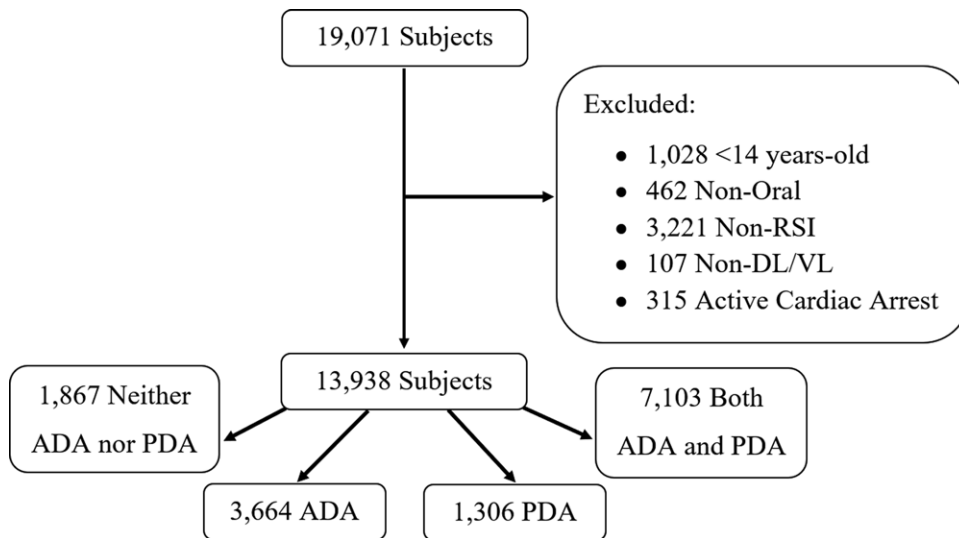 19,071 Subjects
Excluded:
• 1,028 <14 years-old
• 462 Non-Oral
• 3,221 Non-RSI
• 107 Non-DL/VL
• 315 Active Cardiac Arrest
13,938 Subjects
1,867 Neither
ADA nor PDA
7,103 Both
ADA and PDA
3,664 ADA
1,306 PDA